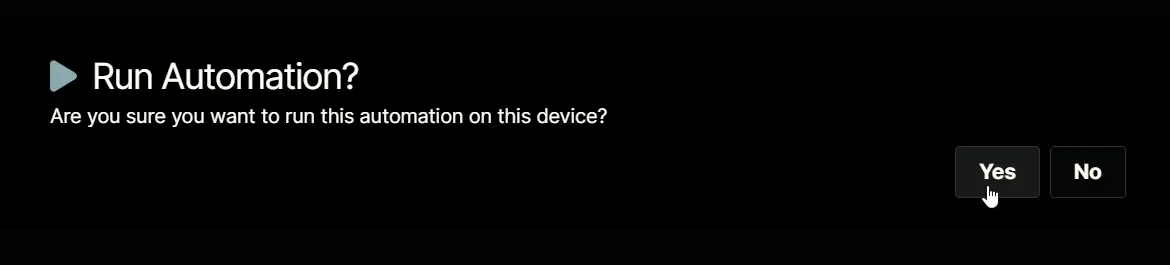 Run Automation?
Are you sure you want to run this automation on this device?
Yes No